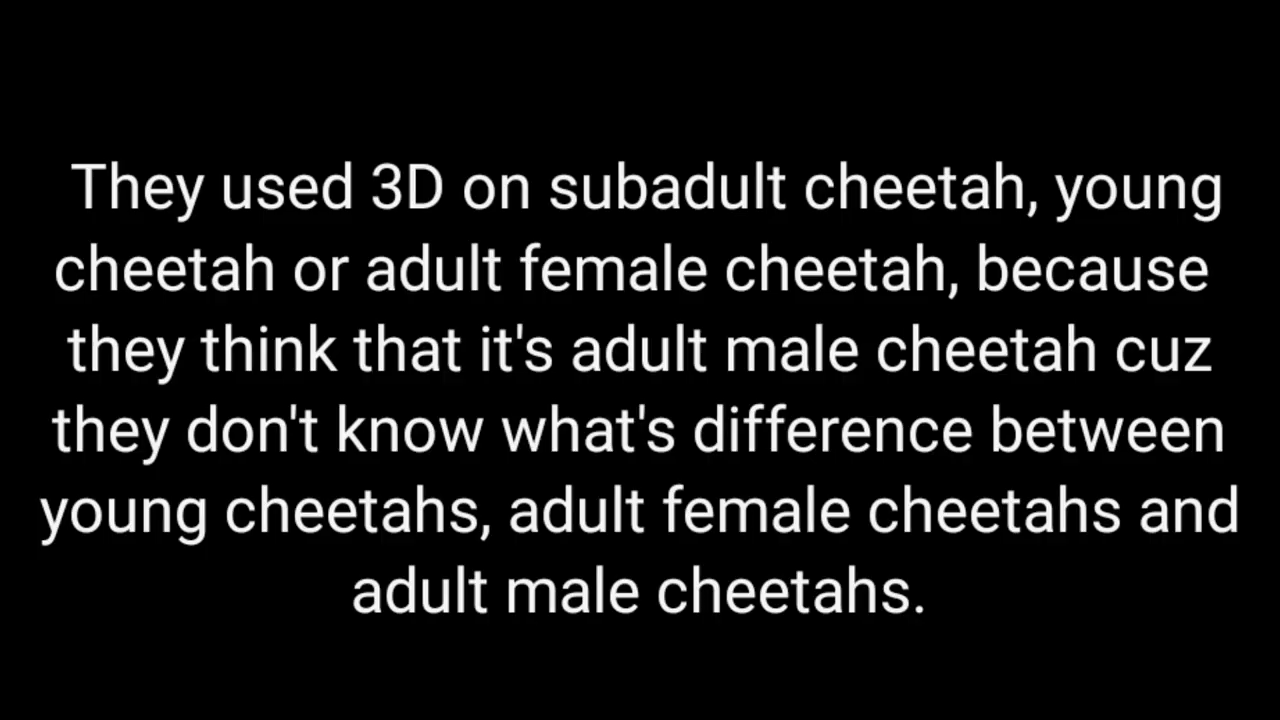 They used 3D on subadult cheetah, young
cheetah or adult female cheetah, because
they think that it's adult male cheetah cuz
they don't know what's difference between
young cheetahs, adult female cheetahs and
adult male cheetahs.